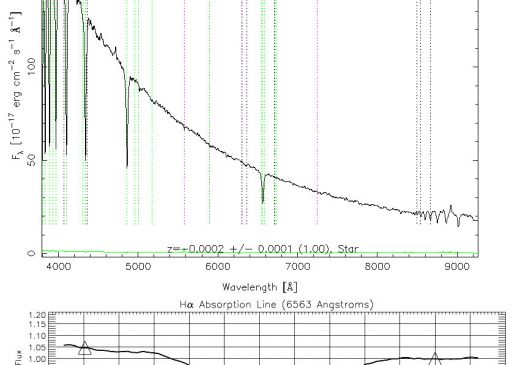 100
50
0
F_λ [10^-17 erg cm^-2 s^-1 Å^-1]
z=-0.0002 +/- 0.0001 (1.00), Star
4000 5000 6000 7000 8000 9000
Wavelength [Å]
Hα Absorption Line (6563 Angstroms)
1.20
1.15
1.10
1.05
1.00
Flux